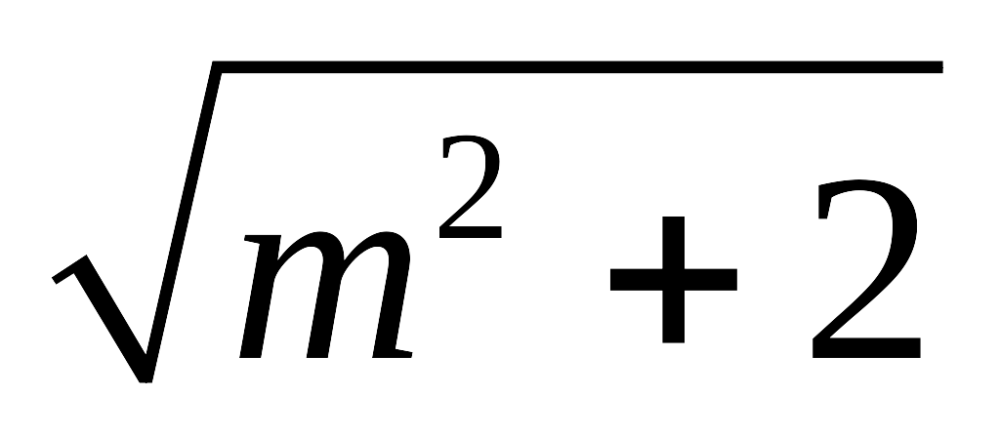 √(m² + 2)